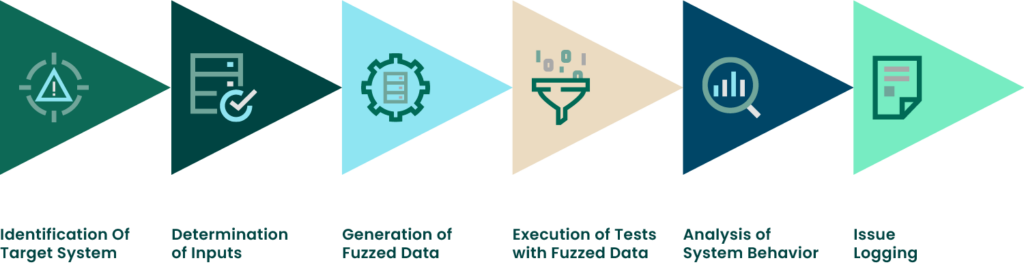 Identification Of
Target System
Determination
of Inputs
Generation of
Fuzzed Data
Execution of Tests
with Fuzzed Data
Analysis of
System Behavior
Issue
Logging